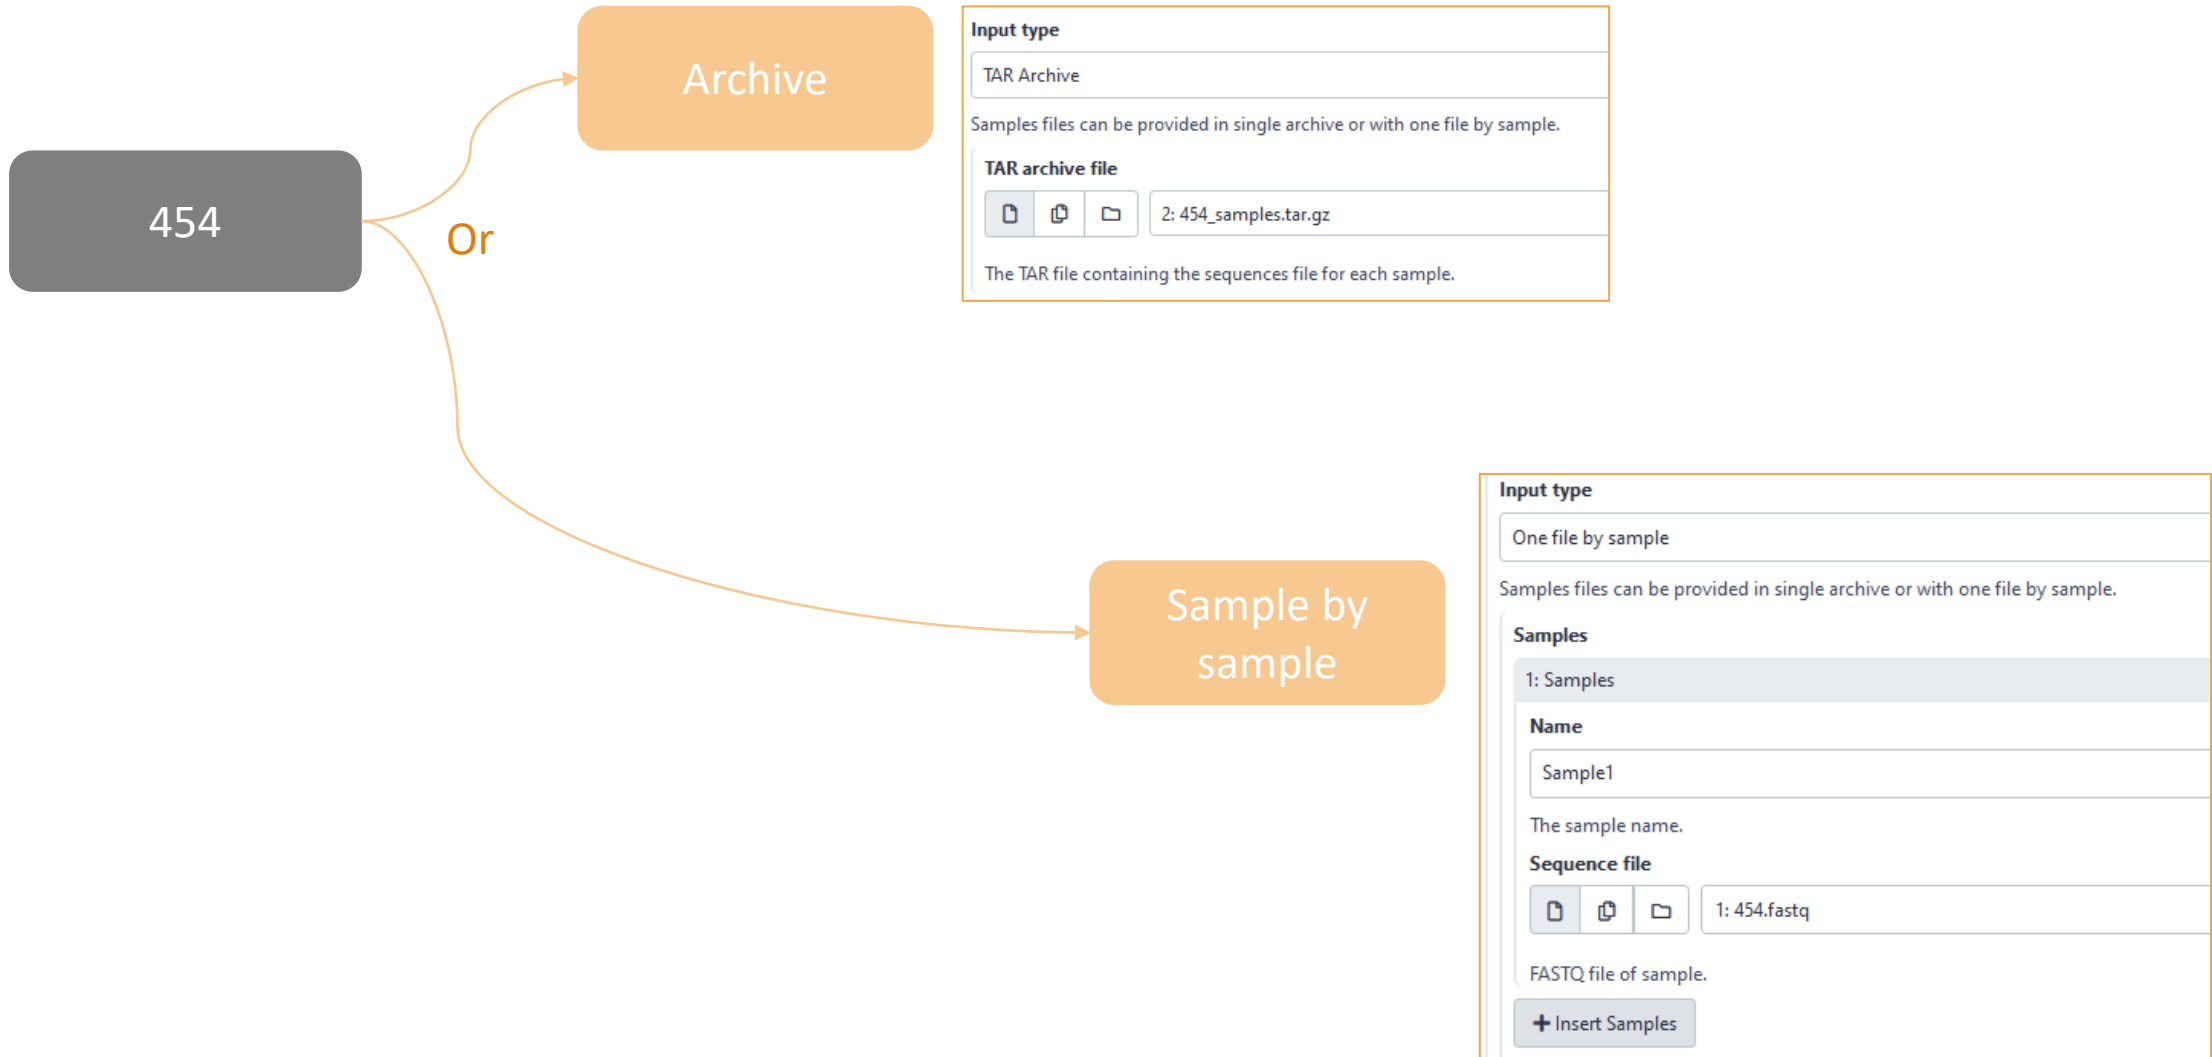 454
Or
Archive
Input type
TAR Archive
Samples files can be provided in single archive or with one file by sample.
TAR archive file
2: 454_samples.tar.gz
The TAR file containing the sequences file for each sample.
Sample by
sample
Input type
One file by sample
Samples files can be provided in single archive or with one file by sample.
Samples
1: Samples
Name
Sample1
The sample name.
Sequence file
1: 454.fastq
FASTQ file of sample.
+ Insert Samples